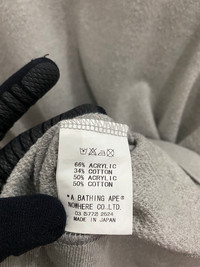 66% ACRYLIC
34% COTTON
50% ACRYLIC
50% COTTON
"A BATHING APE®
NOWHERE CO.,LTD.
03 5772 2524
MADE IN JAPAN